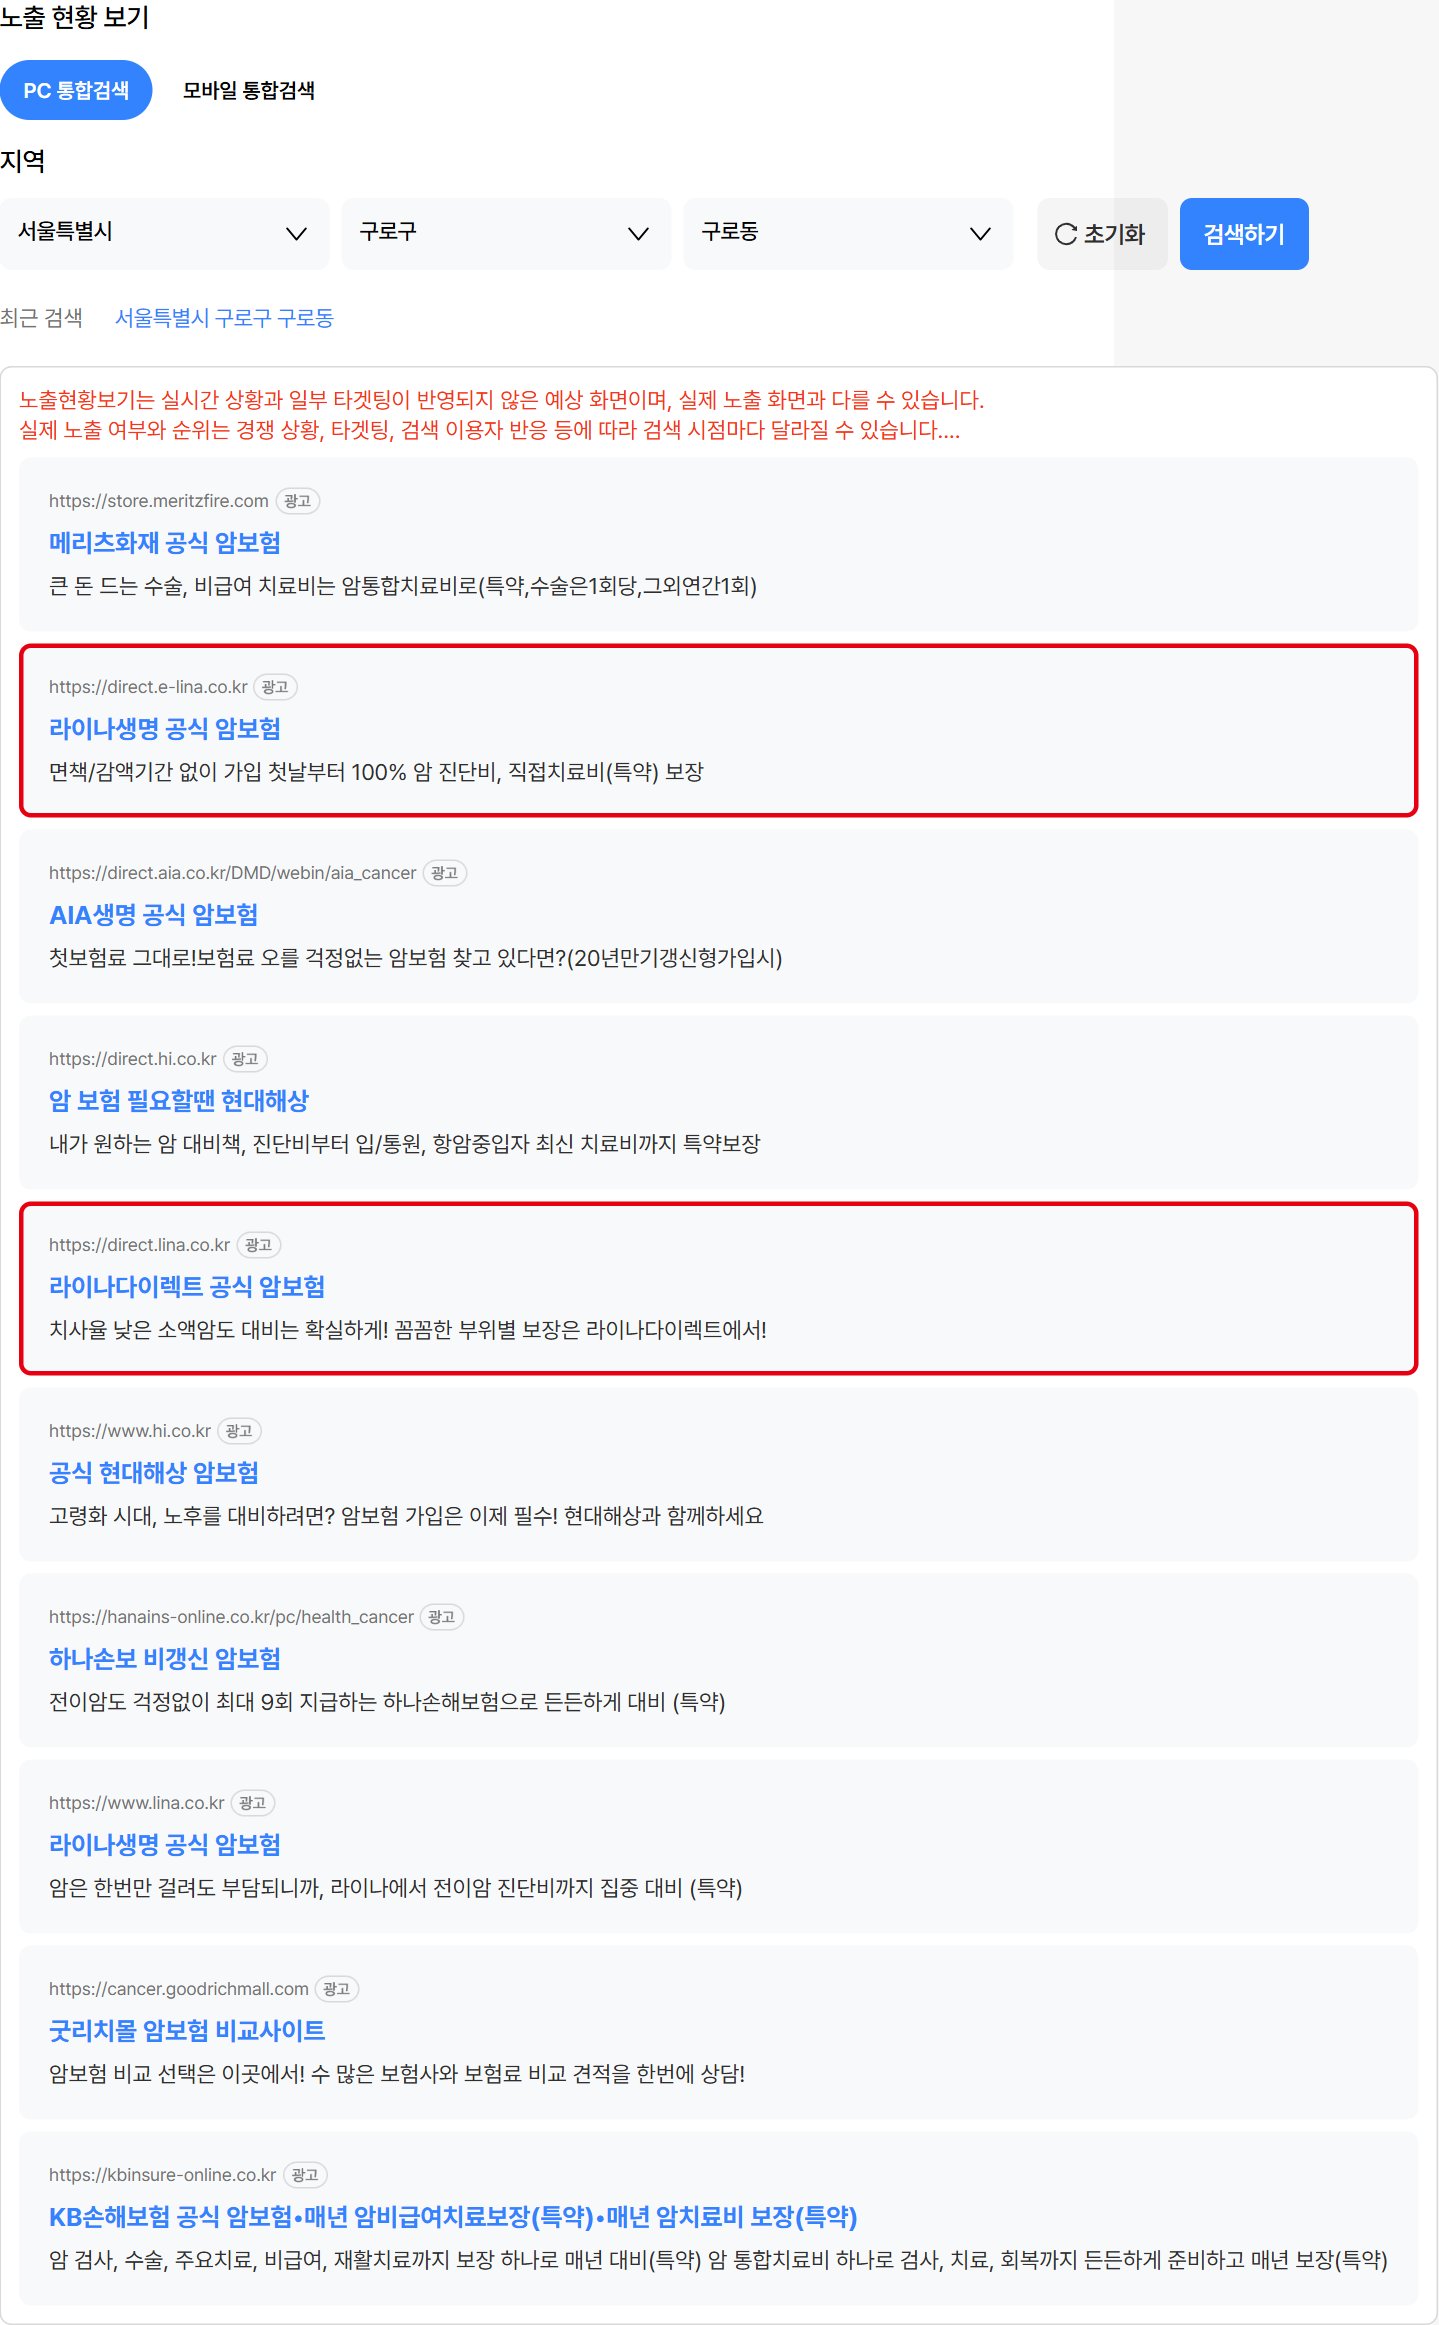 노출 현황 보기
PC 통합검색 모바일 통합검색
지역
서울특별시 구로구 구로동 초기화 검색하기
최근 검색 서울특별시 구로구 구로동
노출현황보기는 실시간 상황과 일부 타겟팅이 반영되지 않은 예상 화면이며, 실제 노출 화면과 다를 수 있습니다.
실제 노출 여부와 순위는 경쟁 상황, 타겟팅, 검색 이용자 반응 등에 따라 검색 시점마다 달라질 수 있습니다....
https://store.meritzfire.com 광고
메리츠화재 공식 암보험
큰 돈 드는 수술, 비급여 치료비는 암통합치료비로(특약,수술은1회당,그외연간1회)
https://direct.e-lina.co.kr 광고
라이나생명 공식 암보험
면책/감액기간 없이 가입 첫날부터 100% 암 진단비, 직접치료비(특약) 보장
https://direct.aia.co.kr/DMD/webin/aia_cancer 광고
AIA생명 공식 암보험
첫보험료 그대로!보험료 오를 걱정없는 암보험 찾고 있다면?(20년만기갱신형가입시)
https://direct.hi.co.kr 광고
암 보험 필요할땐 현대해상
내가 원하는 암 대비책, 진단비부터 입/통원, 항암중입자 최신 치료비까지 특약보장
https://direct.lina.co.kr 광고
라이나다이렉트 공식 암보험
치사율 낮은 소액암도 대비는 확실하게! 꼼꼼한 부위별 보장은 라이나다이렉트에서!
https://www.hi.co.kr 광고
공식 현대해상 암보험
고령화 시대, 노후를 대비하려면? 암보험 가입은 이제 필수! 현대해상과 함께하세요
https://hanains-online.co.kr/pc/health_cancer 광고
하나손보 비갱신 암보험
전이암도 걱정없이 최대 9회 지급하는 하나손해보험으로 든든하게 대비 (특약)
https://www.lina.co.kr 광고
라이나생명 공식 암보험
암은 한번만 걸려도 부담되니까, 라이나에서 전이암 진단비까지 집중 대비 (특약)
https://cancer.goodrichmall.com 광고
굿리치몰 암보험 비교사이트
암보험 비교 선택은 이곳에서! 수 많은 보험사와 보험료 비교 견적을 한번에 상담!
https://kbinsure-online.co.kr 광고
KB손해보험 공식 암보험•매년 암비급여치료보장(특약)•매년 암치료비 보장(특약)
암 검사, 수술, 주요치료, 비급여, 재활치료까지 보장 하나로 매년 대비(특약) 암 통합치료비 하나로 검사, 치료, 회복까지 든든하게 준비하고 매년 보장(특약)